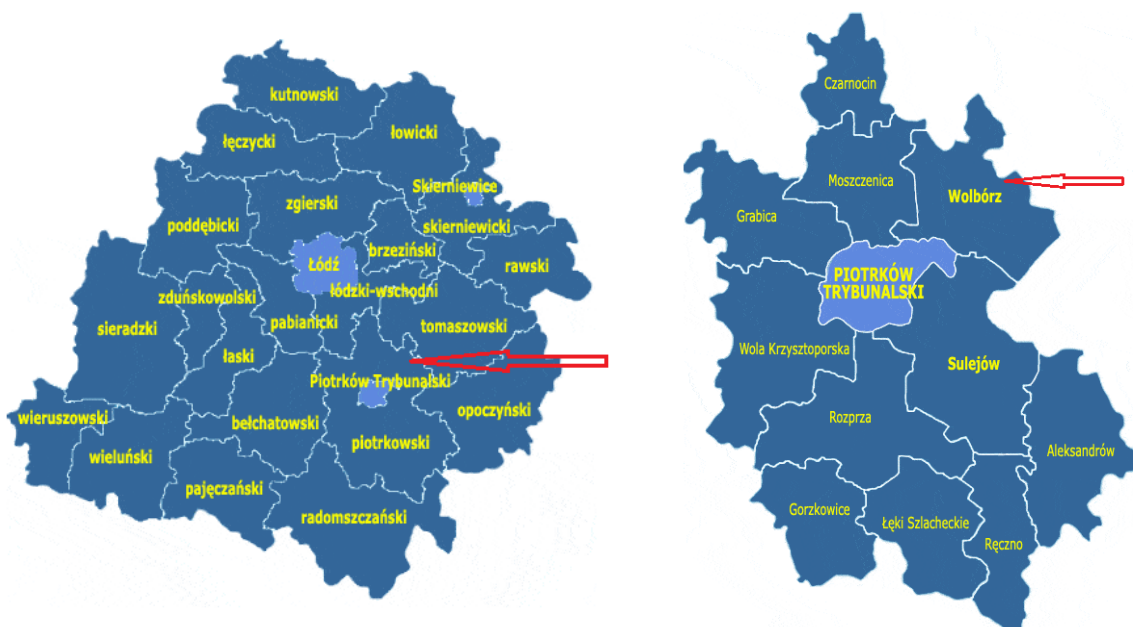 kutnowski
łęczycki
łowicki
Skierniewice
zgierski
poddębicki
skierniewicki
brzeziński
Łódź
rawski
łódzki-wschodni
zduńskowolski
sieradzki
pabianicki
tomaszowski
łaski
Piotrków Trybunalski
wieruszowski
bełchatowski
opoczyński
piotrkowski
wieluński
pajęczański
radomszczański
Czarnocin
Moszczenica
Wolbórz
Grabica
PIOTRKÓW
TRYBUNALSKI
Wola Krzysztoporska
Sulejów
Rozprza
Aleksandrów
Gorzkowice
Łęki Szlacheckie
Ręczno